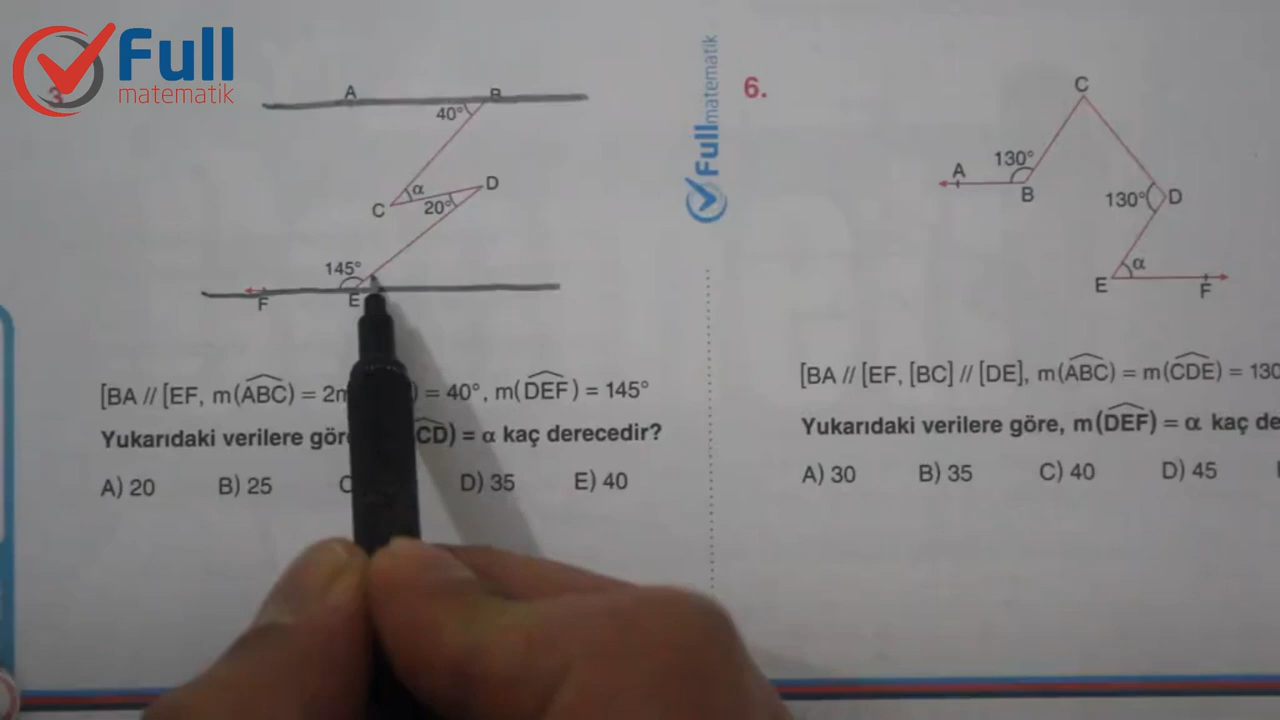 Full
matematik
3.
A
B
40°
α
D
C
20°
145°
F
E
[BA // [EF, m(ABC) = 2m ) = 40°, m(DEF) = 145°
Yukarıdaki verilere göre CD) = α kaç derecedir?
A) 20 B) 25 C D) 35 E) 40
Fullmatematik
6.
C
130°
A
B
130°
D
α
E
F
[BA // [EF, [BC] // [DE], m(ABC) = m(CDE) = 130
Yukarıdaki verilere göre, m(DEF) = α kaç de
A) 30 B) 35 C) 40 D) 45